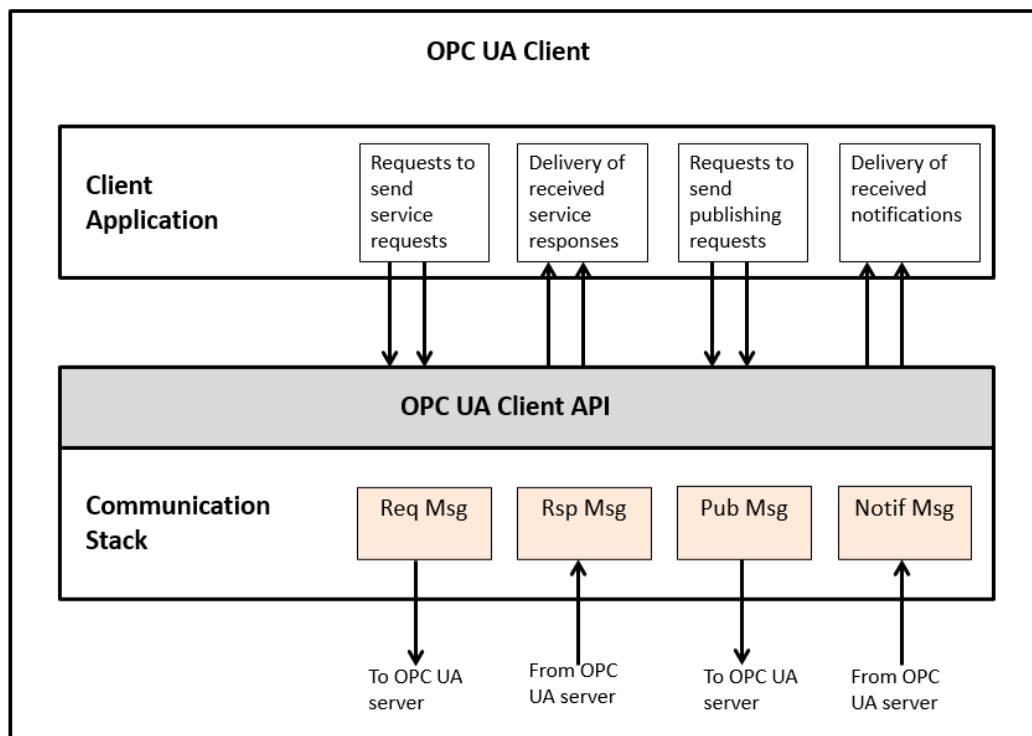 OPC UA Client
Client
Application
Requests to
send
service
requests
Delivery of
received
service
responses
Requests to
send
publishing
requests
Delivery of
received
notifications
OPC UA Client API
Communication
Stack
Req Msg
Rsp Msg
Pub Msg
Notif Msg
To OPC UA
server
From OPC
UA server
To OPC UA
server
From OPC
UA server